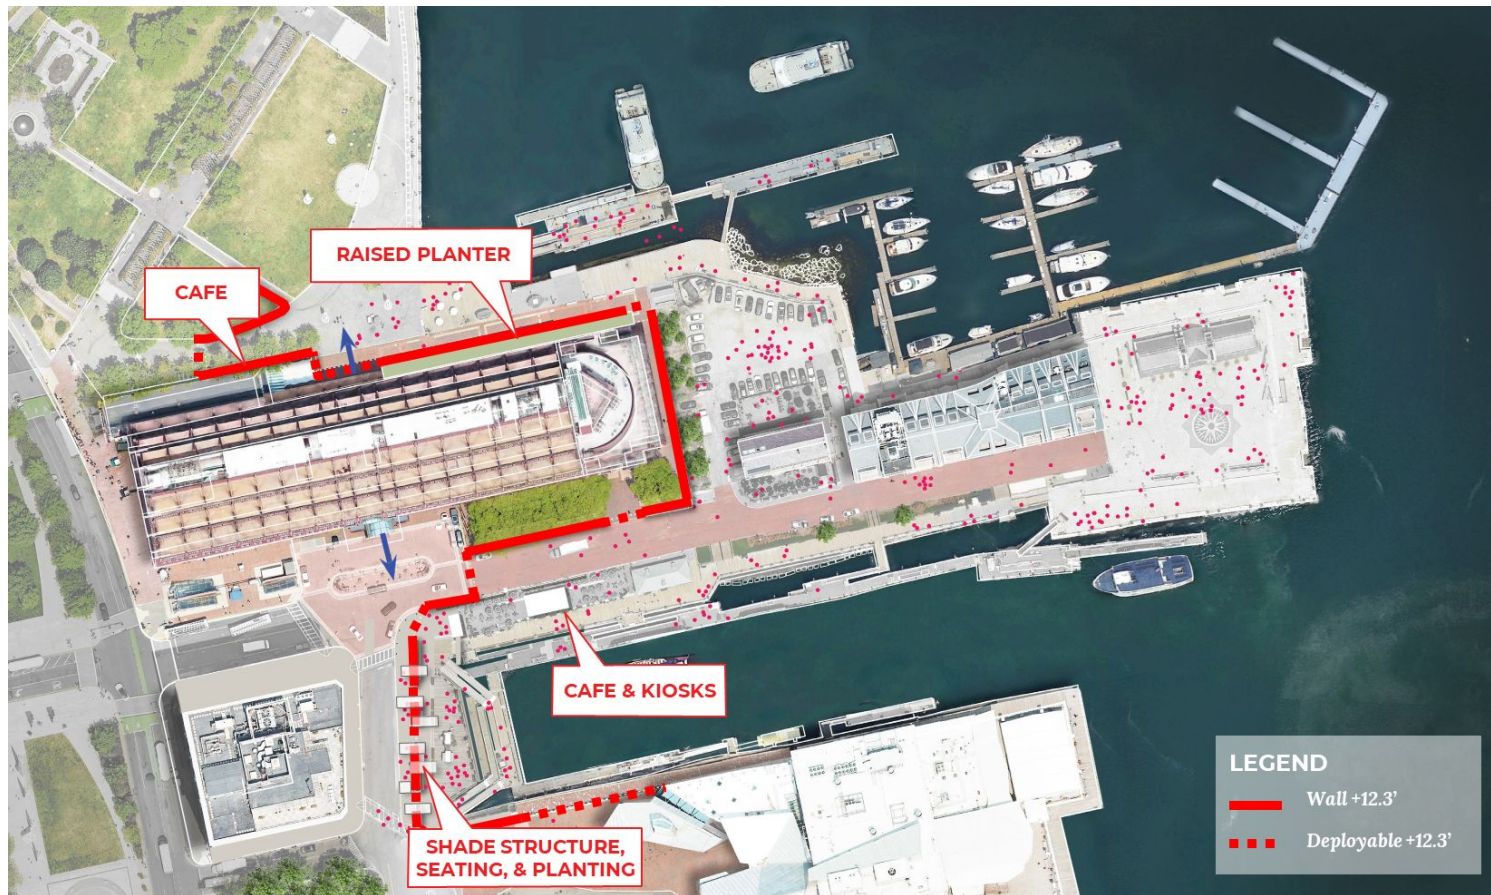 RAISED PLANTER
CAFE
CAFE & KIOSKS
SHADE STRUCTURE,
SEATING, & PLANTING
LEGEND
Wall +12.3’
Deployable +12.3’